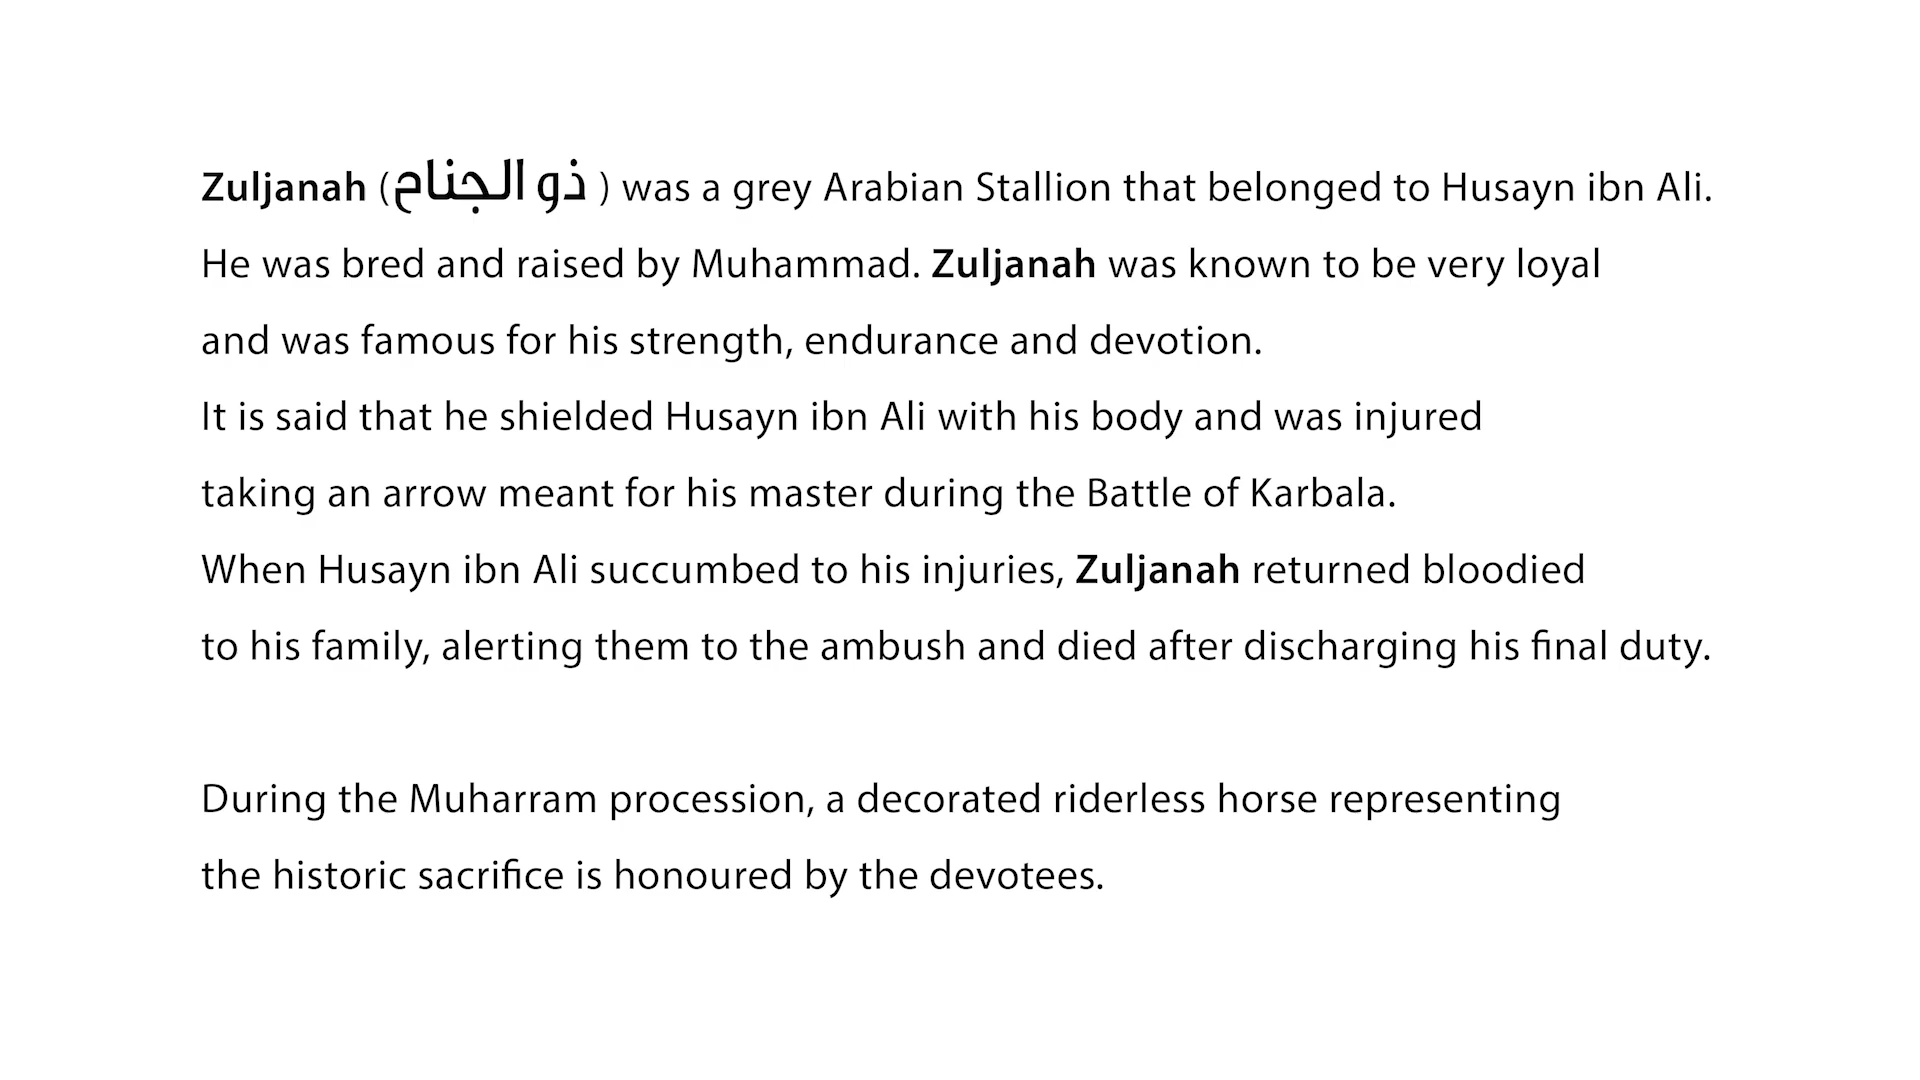 Zuljanah (ذو الجناح ) was a grey Arabian Stallion that belonged to Husayn ibn Ali.
He was bred and raised by Muhammad. Zuljanah was known to be very loyal
and was famous for his strength, endurance and devotion.
It is said that he shielded Husayn ibn Ali with his body and was injured
taking an arrow meant for his master during the Battle of Karbala.
When Husayn ibn Ali succumbed to his injuries, Zuljanah returned bloodied
to his family, alerting them to the ambush and died after discharging his final duty.
During the Muharram procession, a decorated riderless horse representing
the historic sacrifice is honoured by the devotees.